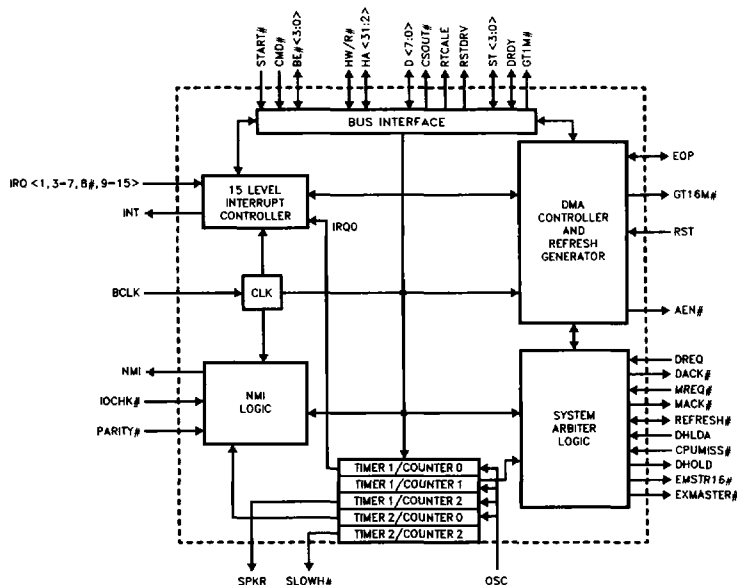 START#
CMD#
BE#<3:0>
HW/R#
HA<31:2>
D<7:0>
CSOUT#
RTCALE
RSTDRV
ST<3:0>
DRDY
GT1M#
BUS INTERFACE
IRQ <1,3-7,8#,9-15>
INT
15 LEVEL
INTERRUPT
CONTROLLER
IRQ0
DMA
CONTROLLER
AND
REFRESH
GENERATOR
EOP
GT16M#
RST
AEN#
BCLK
CLK
NMI
IOCHK#
PARITY#
NMI
LOGIC
SYSTEM
ARBITER
LOGIC
DREQ
DACK#
MREQ#
MACK#
REFRESH#
DHLDA
CPUMISS#
DHOLD
EMSTR16#
EXMASTER#
TIMER 1/COUNTER 0
TIMER 1/COUNTER 1
TIMER 1/COUNTER 2
TIMER 2/COUNTER 0
TIMER 2/COUNTER 2
SPKR
SLOWH#
OSC